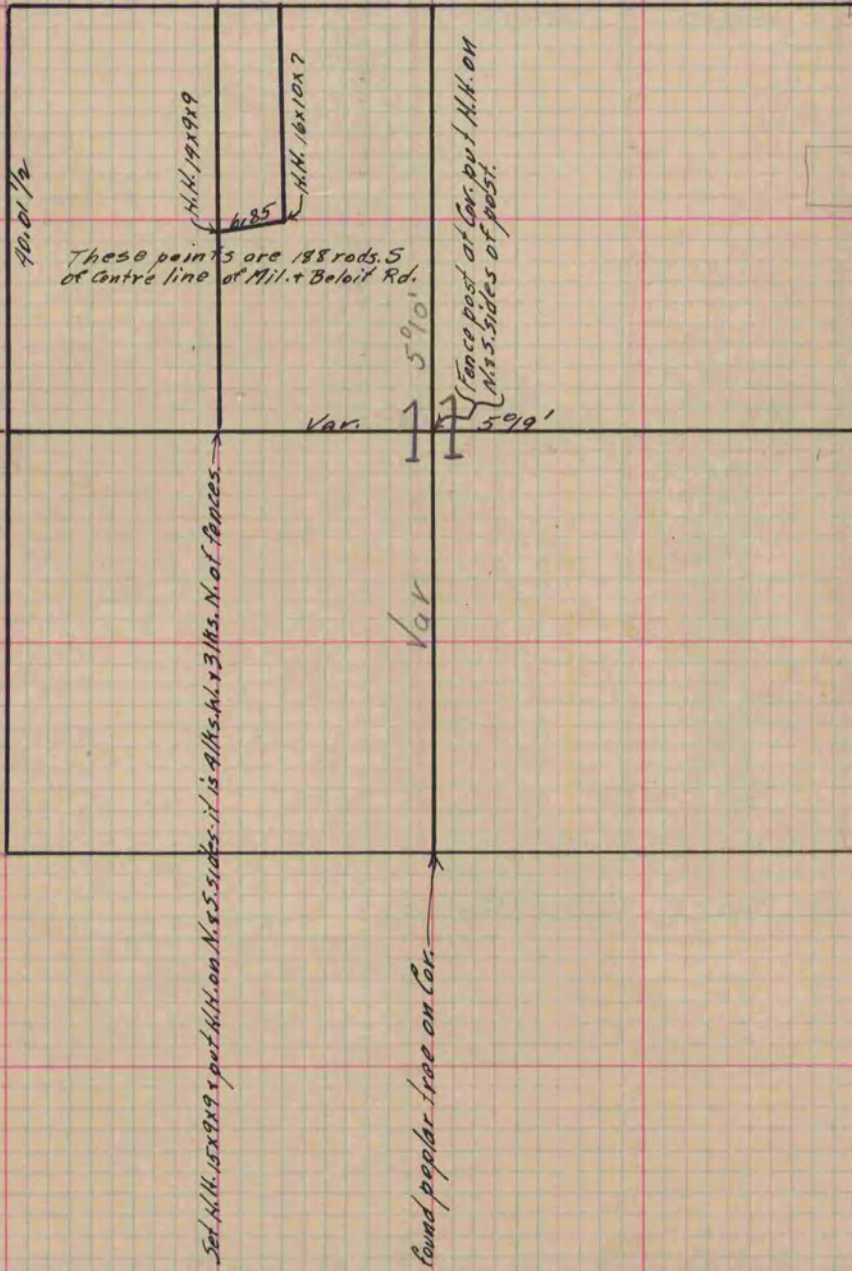 40.01 1/2
H.H. 14x9x9
6.85
H.H. 16x10x7
These points are 188 rods. S
of Centre line of Mil. + Beloit Rd.
Fence post at Cor. put H.H. on
N. & S. sides of post.
5°10'
Var.
5°19'
Var
Set H.H. 15x9x9 & put H.H. on N. & S. sides - it is 4 lks. W. & 3 lks. N. of fences.
Found poplar tree on Cor.